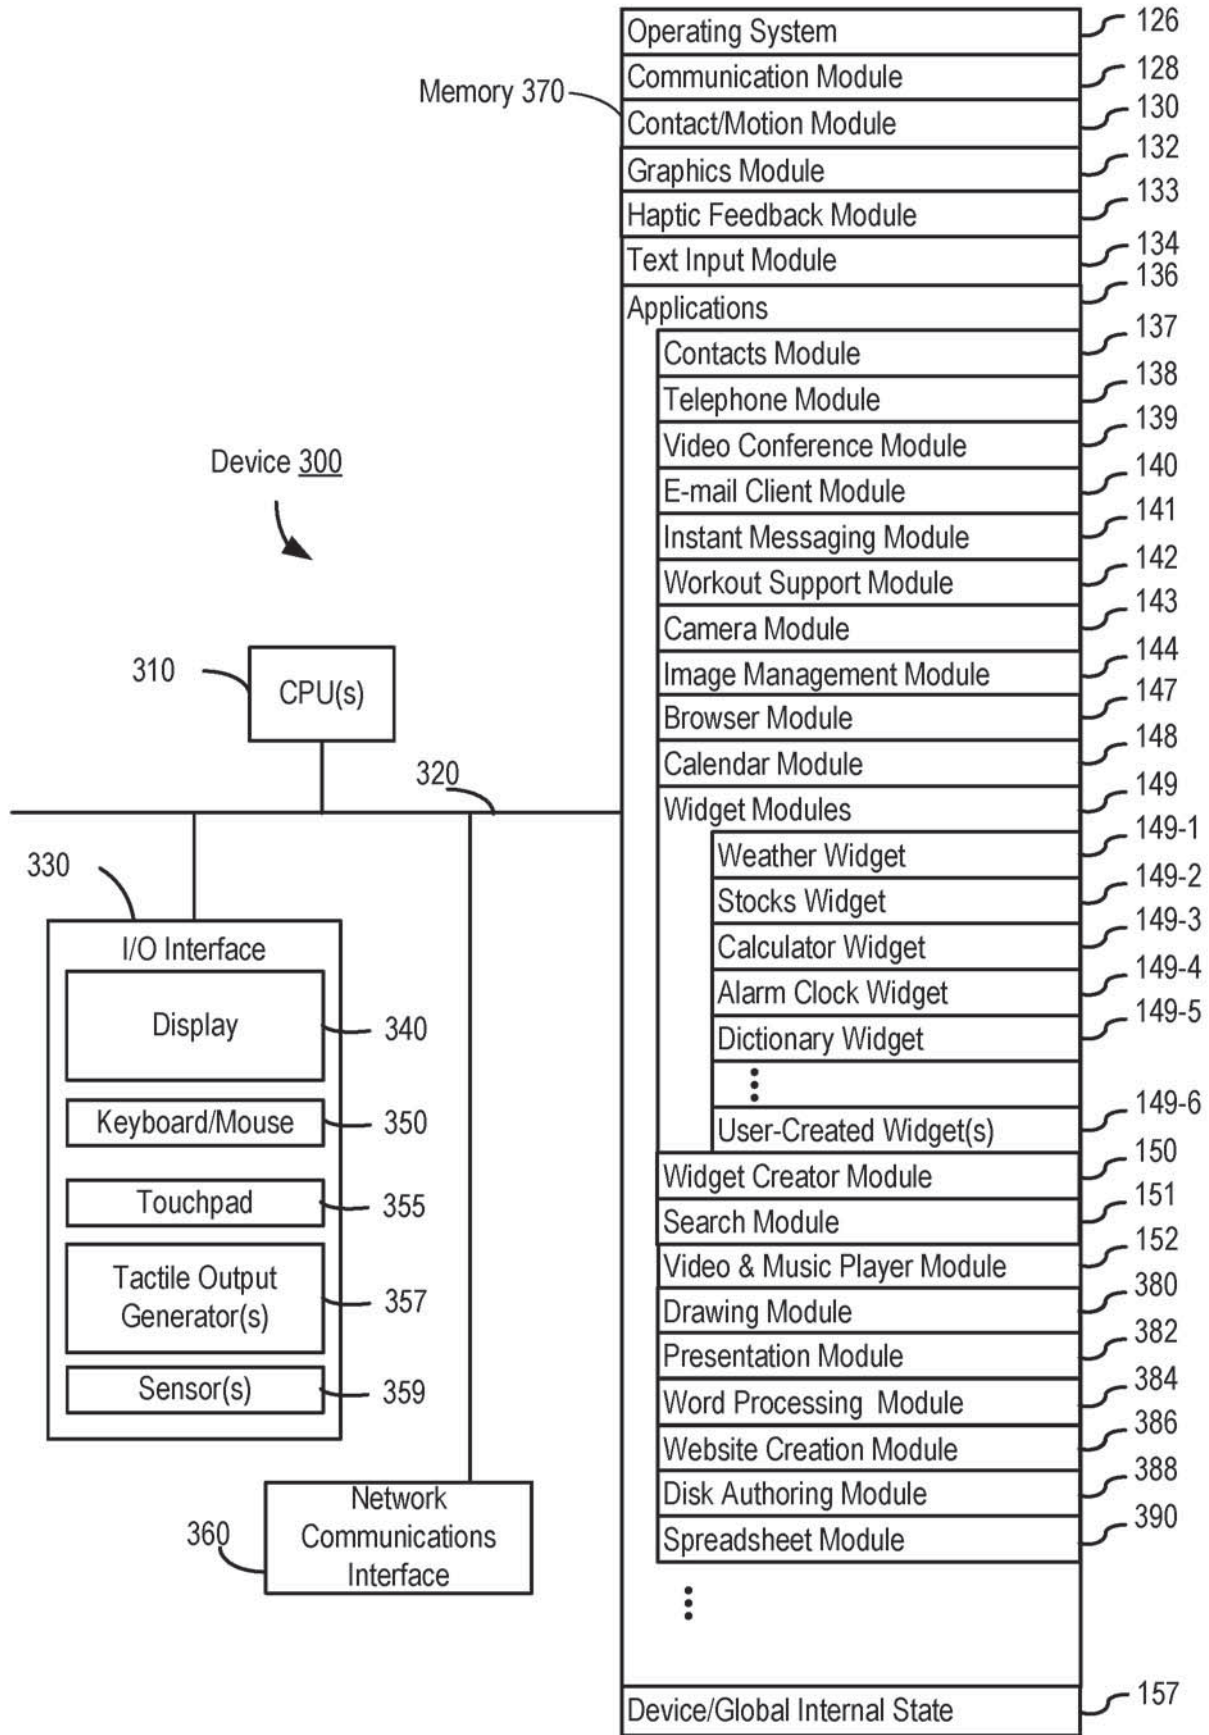 Operating System 126
Communication Module 128
Memory 370
Contact/Motion Module 130
Graphics Module 132
Haptic Feedback Module 133
Text Input Module 134
Applications 136
Contacts Module 137
Telephone Module 138
Video Conference Module 139
E-mail Client Module 140
Instant Messaging Module 141
Workout Support Module 142
Camera Module 143
Image Management Module 144
Browser Module 147
Calendar Module 148
Widget Modules 149
Weather Widget 149-1
Stocks Widget 149-2
Calculator Widget 149-3
Alarm Clock Widget 149-4
Dictionary Widget 149-5
User-Created Widget(s) 149-6
Widget Creator Module 150
Search Module 151
Video & Music Player Module 152
Drawing Module 380
Presentation Module 382
Word Processing Module 384
Website Creation Module 386
Disk Authoring Module 388
Spreadsheet Module 390
Device/Global Internal State 157
Device 300
310
CPU(s)
320
330
I/O Interface
Display 340
Keyboard/Mouse 350
Touchpad 355
Tactile Output
Generator(s) 357
Sensor(s) 359
360
Network
Communications
Interface